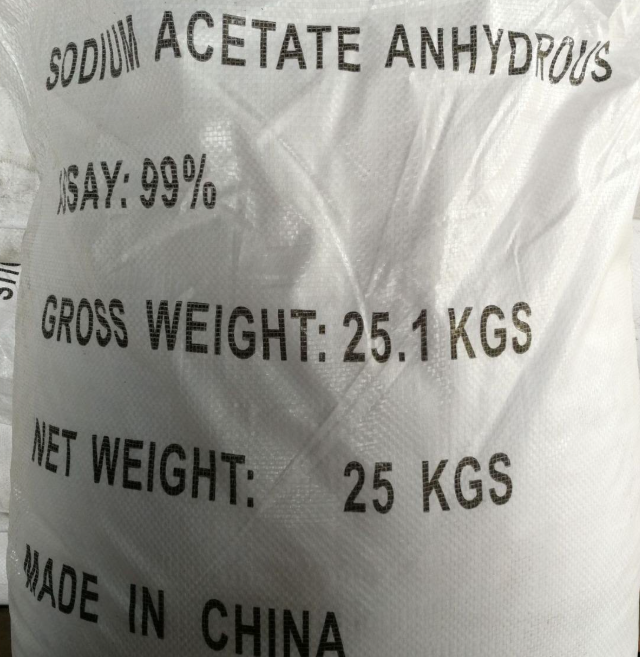 SODIUM ACETATE ANHYDROUS
ASSAY: 99%
GROSS WEIGHT: 25.1 KGS
NET WEIGHT: 25 KGS
MADE IN CHINA